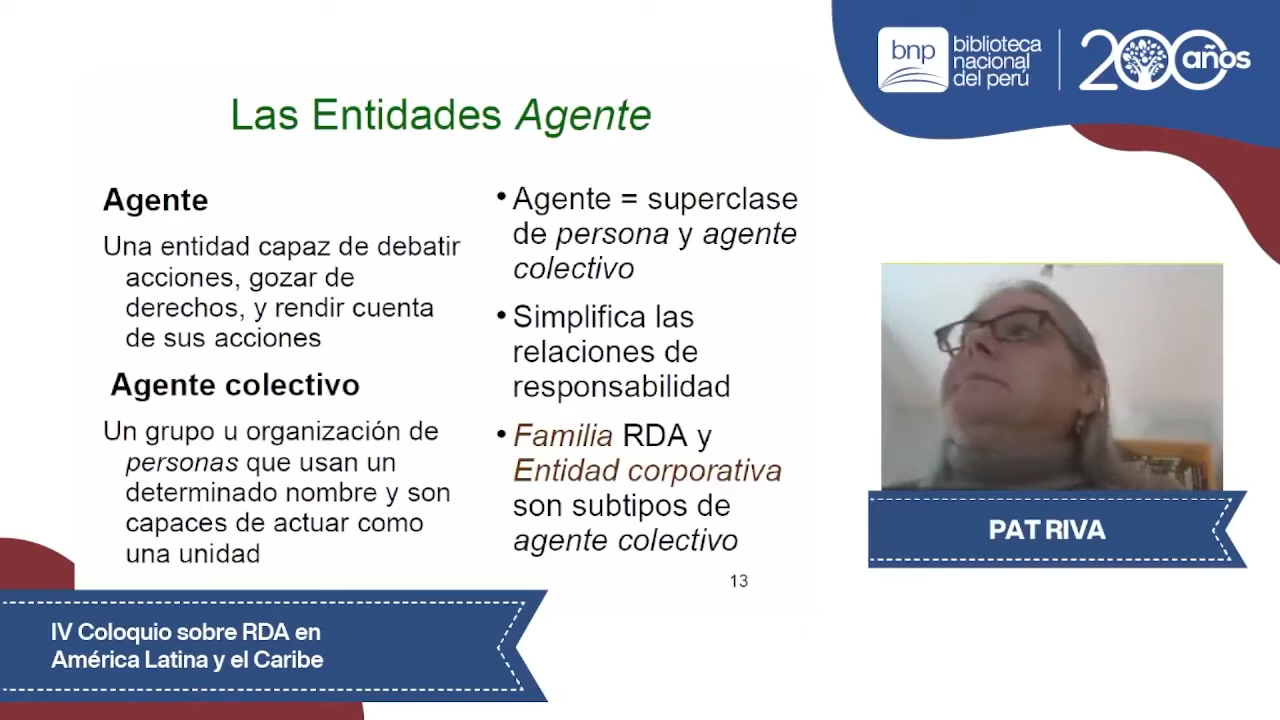 Las Entidades Agente
Agente
Una entidad capaz de debatir
acciones, gozar de
derechos, y rendir cuenta
de sus acciones
Agente colectivo
Un grupo u organización de
personas que usan un
determinado nombre y son
capaces de actuar como
una unidad
• Agente = superclase
de persona y agente
colectivo
• Simplifica las
relaciones de
responsabilidad
• Familia RDA y
Entidad corporativa
son subtipos de
agente colectivo
13
bnp
biblioteca
nacional
del perú
200 años
PAT RIVA
IV Coloquio sobre RDA en
América Latina y el Caribe